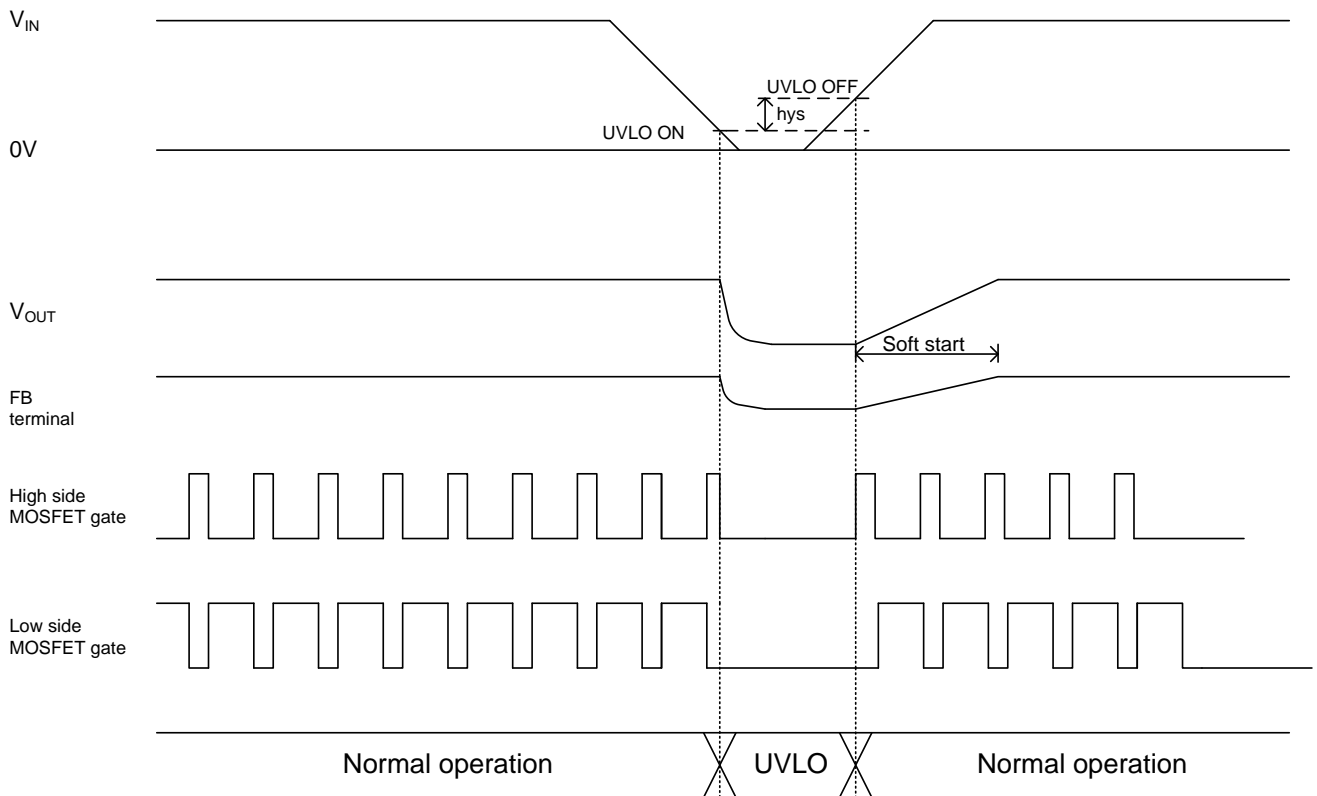 VIN
UVLO OFF
hys
UVLO ON
0V
VOUT
Soft start
FB
terminal
High side
MOSFET gate
Low side
MOSFET gate
Normal operation
UVLO
Normal operation